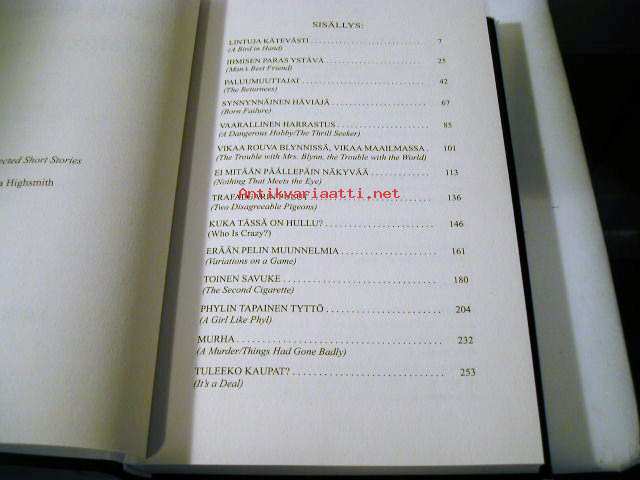 ected Short Stories
a Highsmith
SISÄLLYS:
LINTUJA KÄTEVÄSTI 7
(A Bird in Hand)
IHMISEN PARAS YSTÄVÄ 25
(Man's Best Friend)
PALUUMUUTTAJAT 42
(The Returnees)
SYNNYNNÄINEN HÄVIÄJÄ 67
(Born Failure)
VAARALLINEN HARRASTUS 85
(A Dangerous Hobby/The Thrill Seeker)
VIKAA ROUVA BLYNNISSÄ, VIKAA MAAILMASSA 101
(The Trouble with Mrs. Blynn, the Trouble with the World)
EI MITÄÄN PÄÄLLEPÄIN NÄKYVÄÄ 113
(Nothing That Meets the Eye)
Antikvariaatti.net
136
(Two Disagreeable Pigeons)
KUKA TÄSSÄ ON HULLU? 146
(Who Is Crazy?)
ERÄÄN PELIN MUUNNELMIA 161
(Variations on a Game)
TOINEN SAVUKE 180
(The Second Cigarette)
PHYLIN TAPAINEN TYTTÖ 204
(A Girl Like Phyl)
MURHA 232
(A Murder/Things Had Gone Badly)
TULEEKO KAUPAT? 253
(It's a Deal)